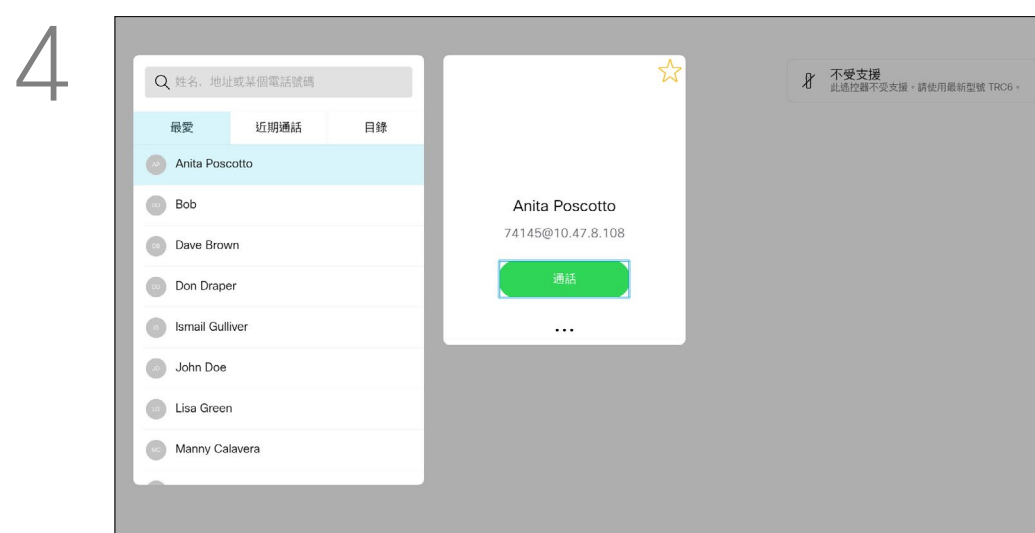 4
姓名、地址或某個電話號碼
最愛 近期通話 目錄
Anita Poscotto
Bob
Dave Brown
Don Draper
Ismail Gulliver
John Doe
Lisa Green
Manny Calavera
Anita Poscotto
74145@10.47.8.108
通話
不受支援
此遙控器不受支援。請使用最新型號 TRC6。